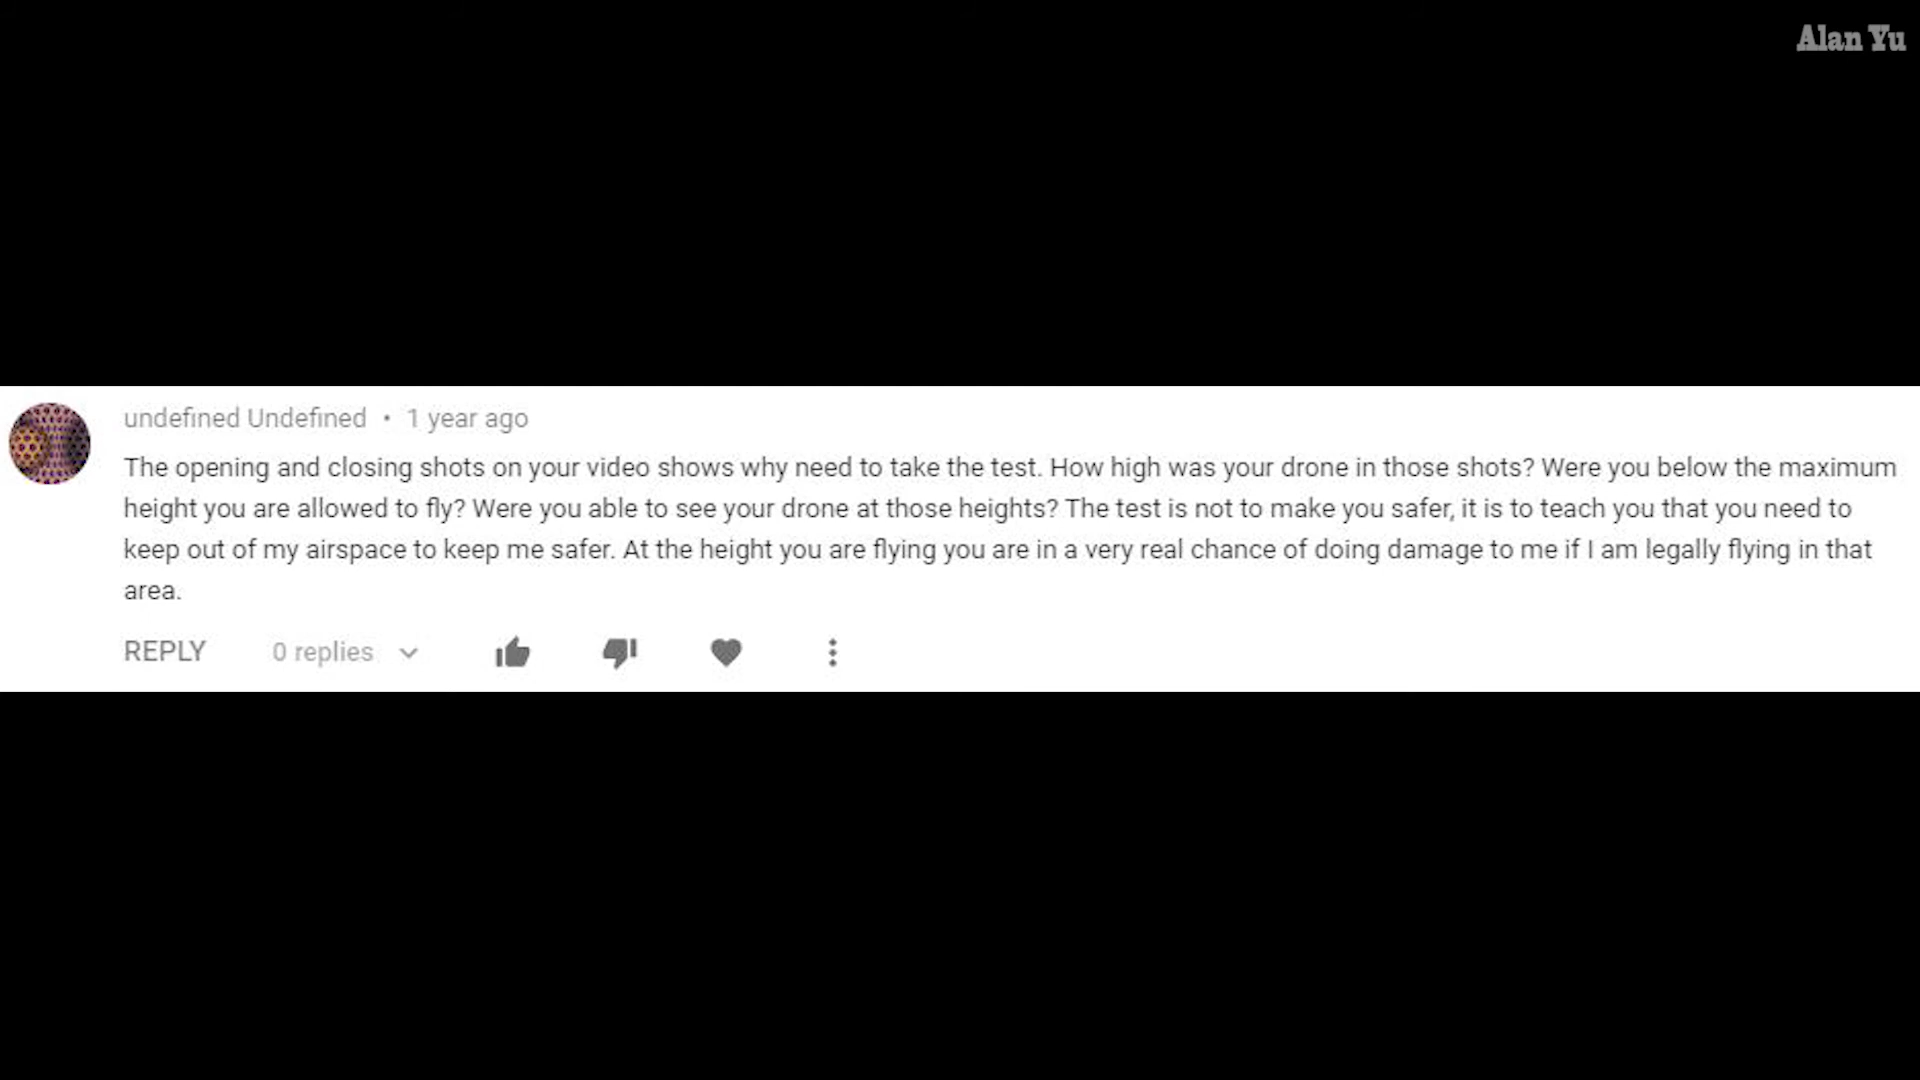 Alan Yu
undefined Undefined • 1 year ago
The opening and closing shots on your video shows why need to take the test. How high was your drone in those shots? Were you below the maximum
height you are allowed to fly? Were you able to see your drone at those heights? The test is not to make you safer, it is to teach you that you need to
keep out of my airspace to keep me safer. At the height you are flying you are in a very real chance of doing damage to me if I am legally flying in that
area.
REPLY 0 replies